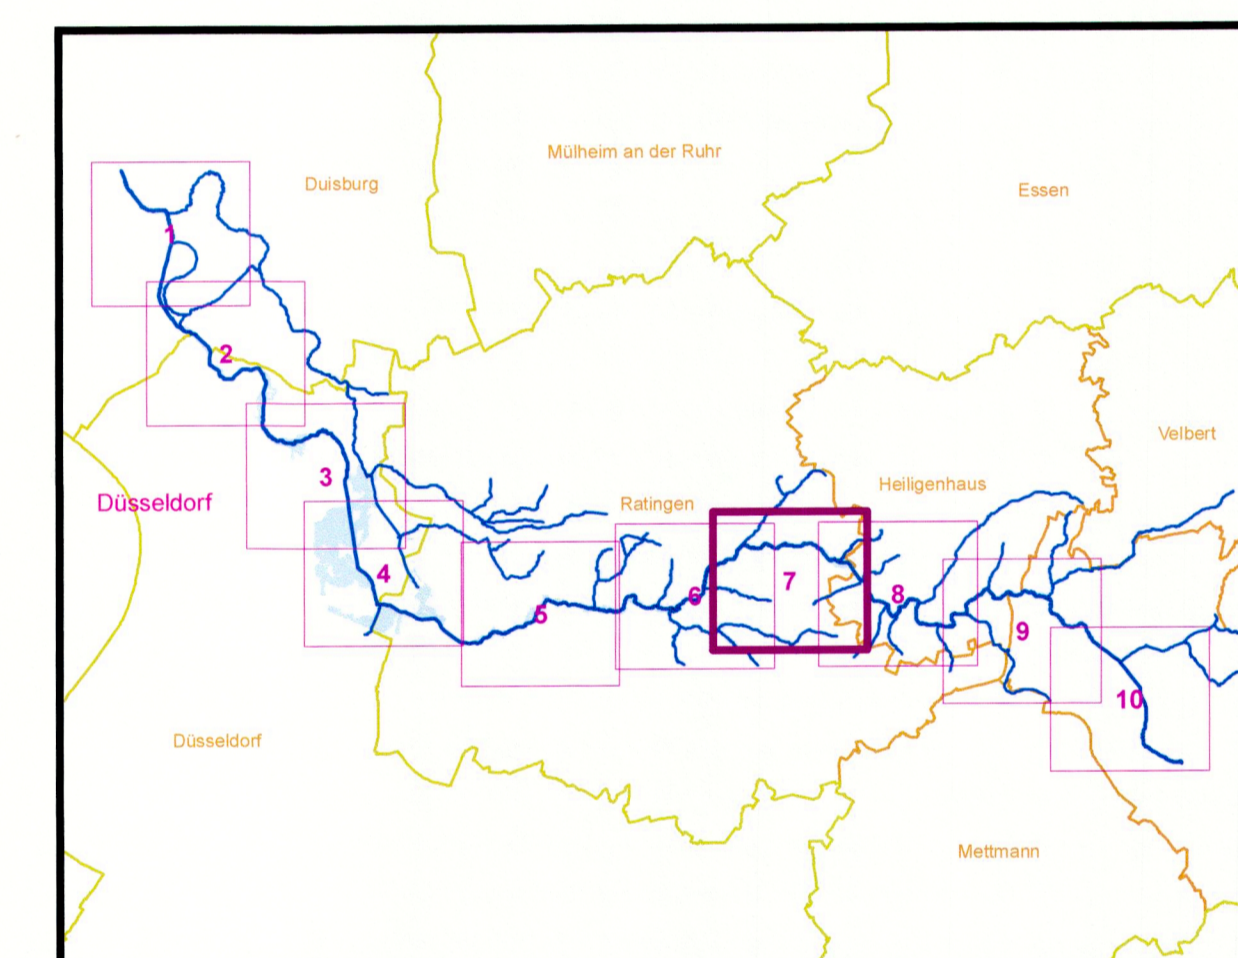 Mülheim an der Ruhr
Duisburg
Essen
1
2
Velbert
3
Heiligenhaus
Düsseldorf
Ratingen
4
7
6
8
5
9
10
Düsseldorf
Mettmann